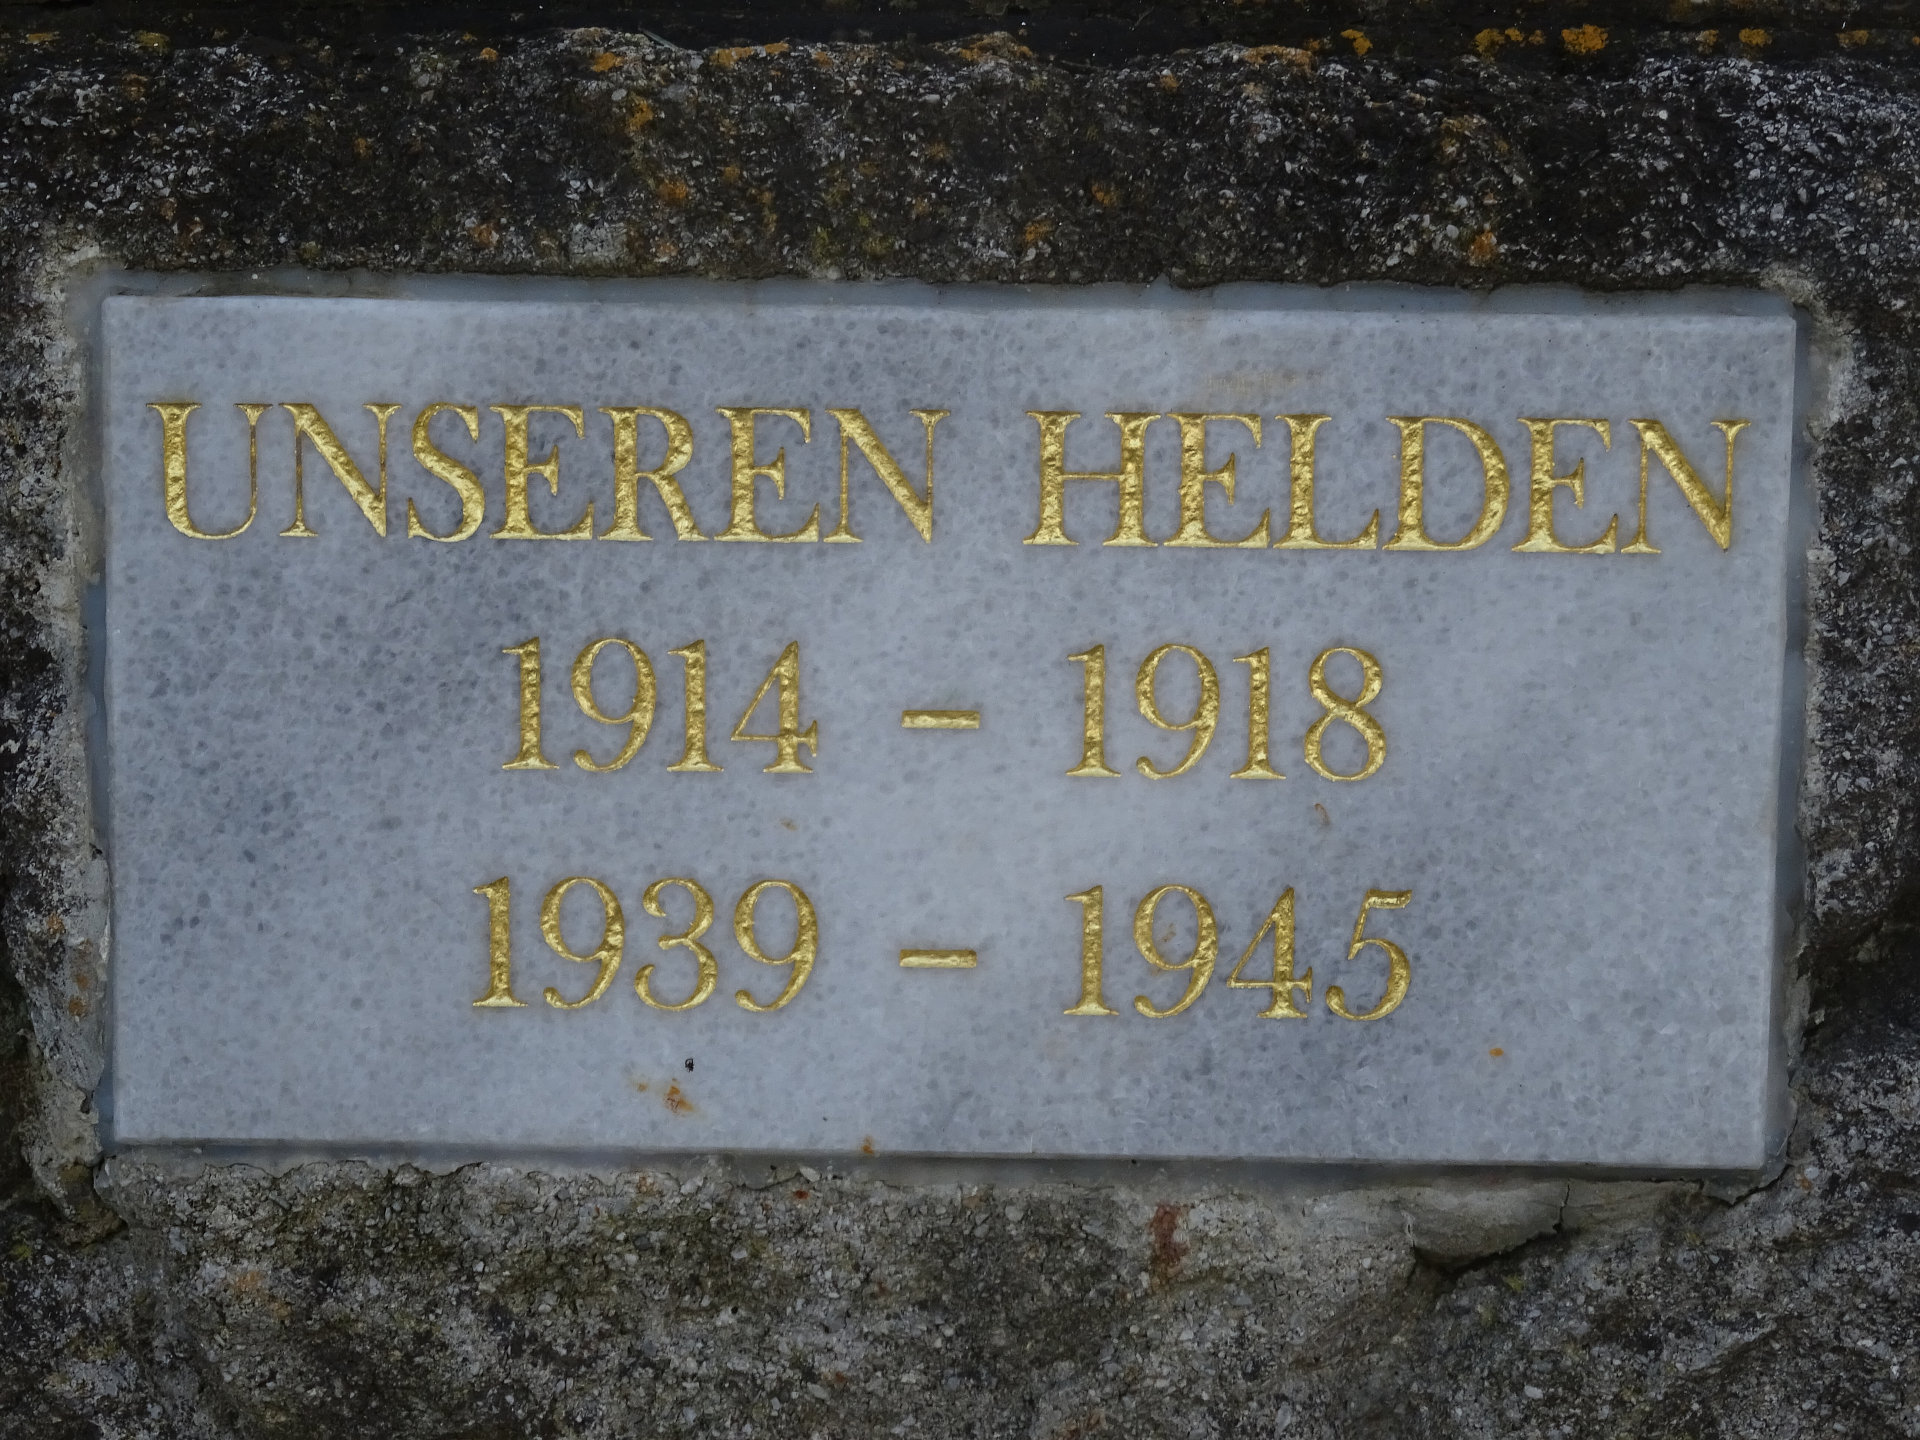 UNSEREN HELDEN
1914 – 1918
1939 – 1945